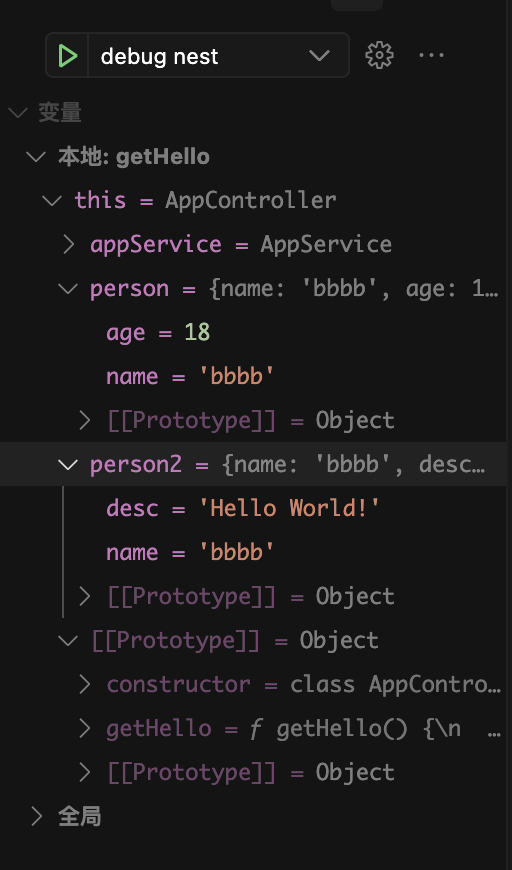 debug nest
变量
本地: getHello
this = AppController
appService = AppService
person = {name: 'bbbb', age: 1…
age = 18
name = 'bbbb'
[[Prototype]] = Object
person2 = {name: 'bbbb', desc…
desc = 'Hello World!'
name = 'bbbb'
[[Prototype]] = Object
[[Prototype]] = Object
constructor = class AppContro…
getHello = ƒ getHello() {\n …
[[Prototype]] = Object
全局